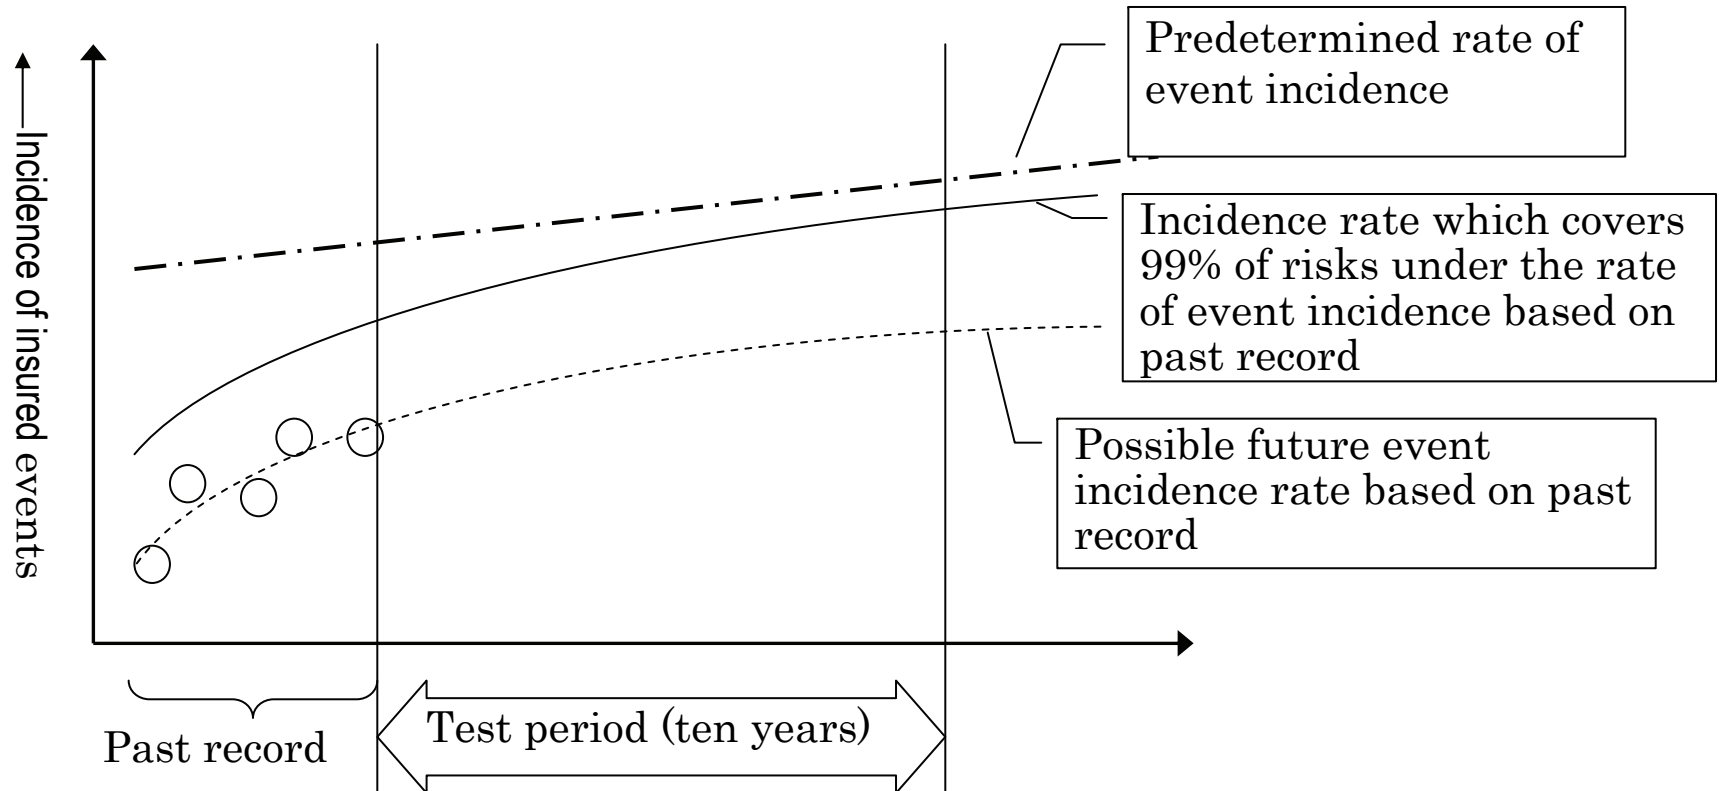 Predetermined rate of
event incidence
Incidence of insured events
Incidence rate which covers
99% of risks under the rate
of event incidence based on
past record
Possible future event
incidence rate based on past
record
Past record
Test period (ten years)